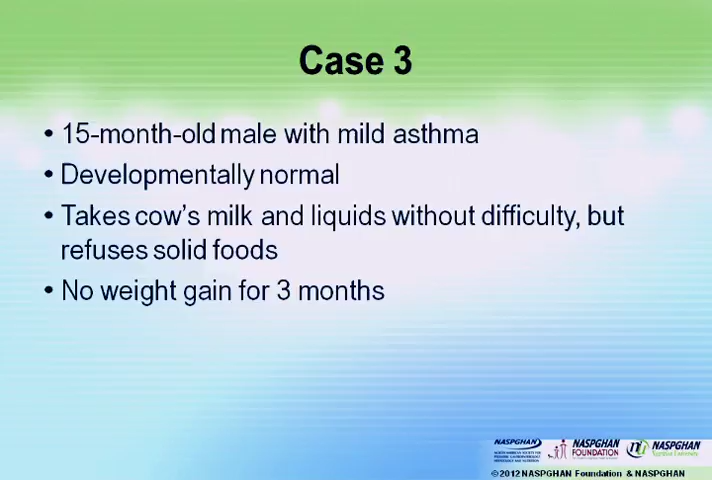 Case 3
• 15-month-old male with mild asthma
• Developmentally normal
• Takes cow's milk and liquids without difficulty, but
refuses solid foods
• No weight gain for 3 months
NASPGHAN
NASPGHAN
FOUNDATION
NASPGHAN
©2012 NASPGHAN Foundation & NASPGHAN